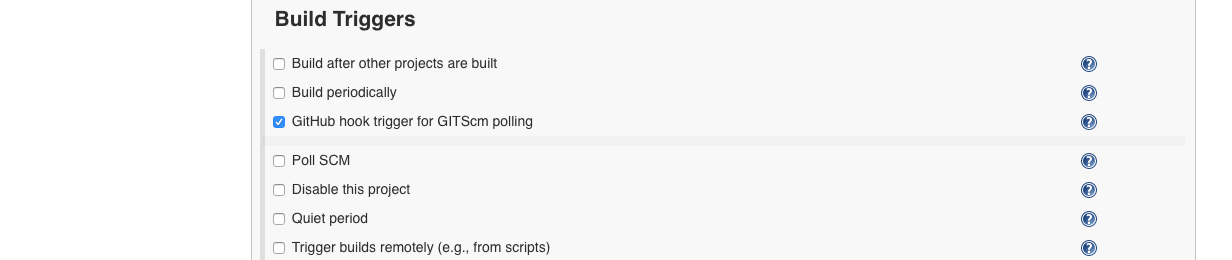 Build Triggers
Build after other projects are built
Build periodically
GitHub hook trigger for GITScm polling
Poll SCM
Disable this project
Quiet period
Trigger builds remotely (e.g., from scripts)